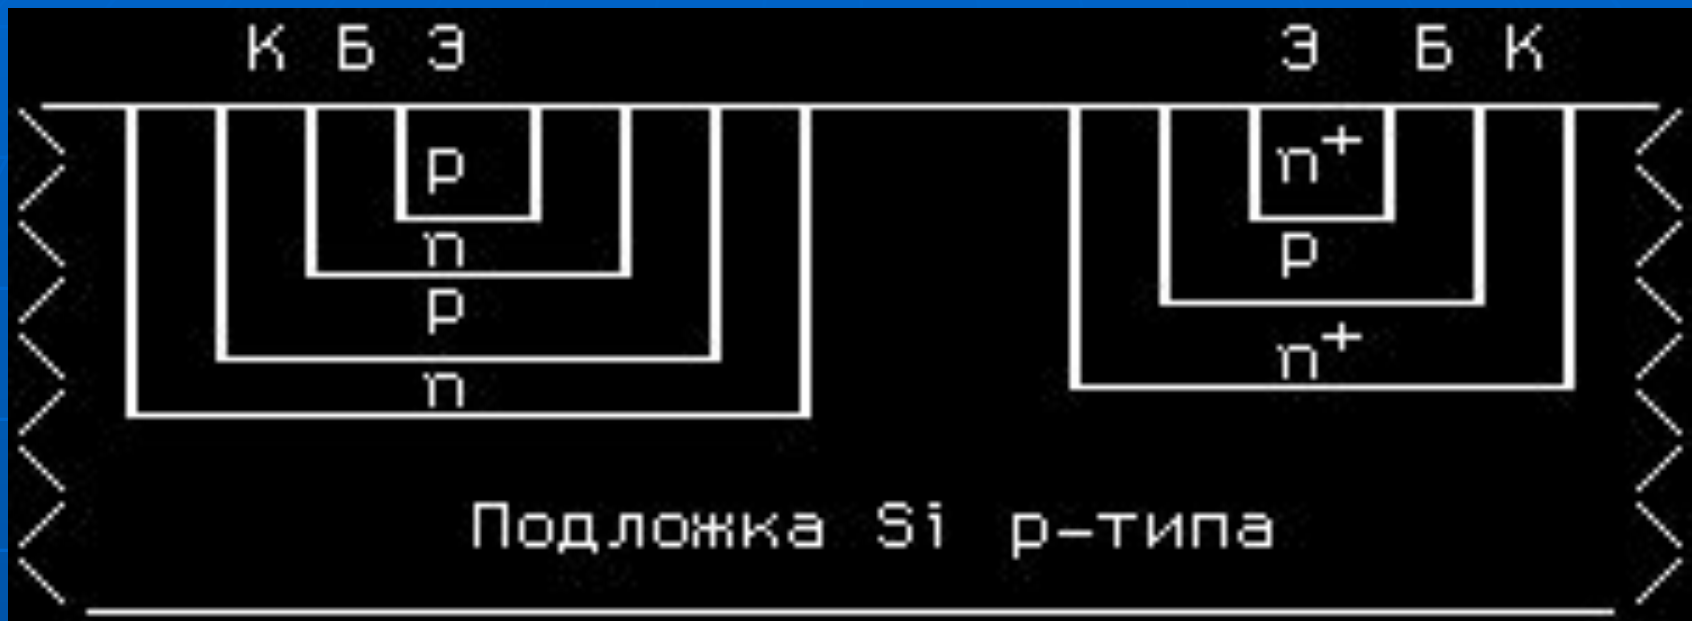 К Б Э Э Б К
p n⁺
n p
p n⁺
n
Подложка Si p-типа